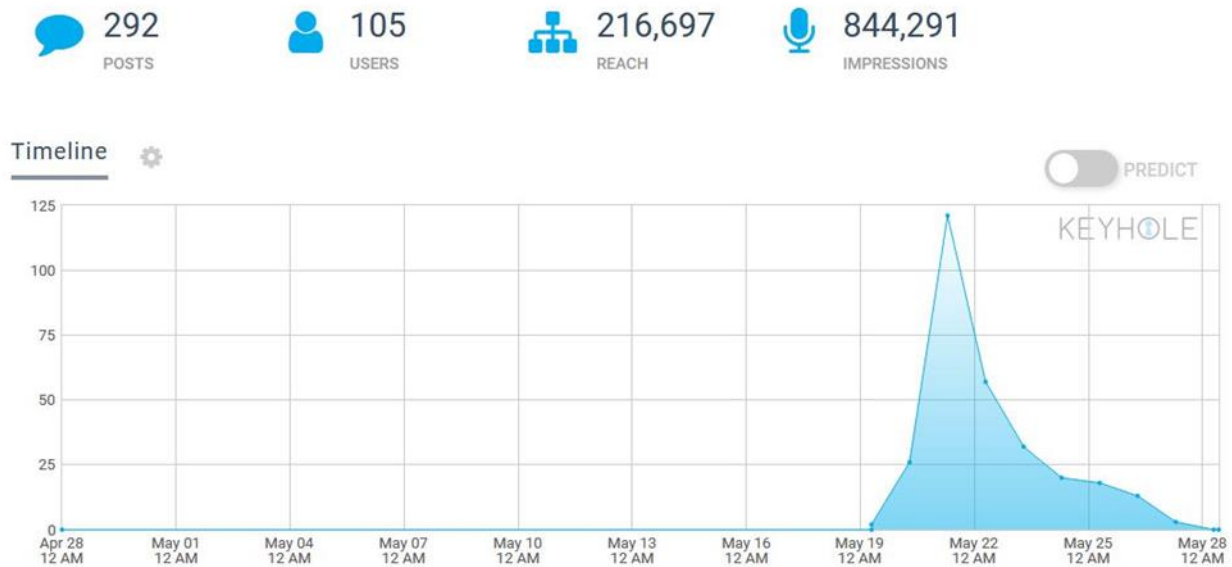 292 105 216,697 844,291
POSTS USERS REACH IMPRESSIONS
Timeline PREDICT
KEYHOLE
125
100
75
50
25
0
Apr 28 May 01 May 04 May 07 May 10 May 13 May 16 May 19 May 22 May 25 May 28
12 AM 12 AM 12 AM 12 AM 12 AM 12 AM 12 AM 12 AM 12 AM 12 AM 12 AM